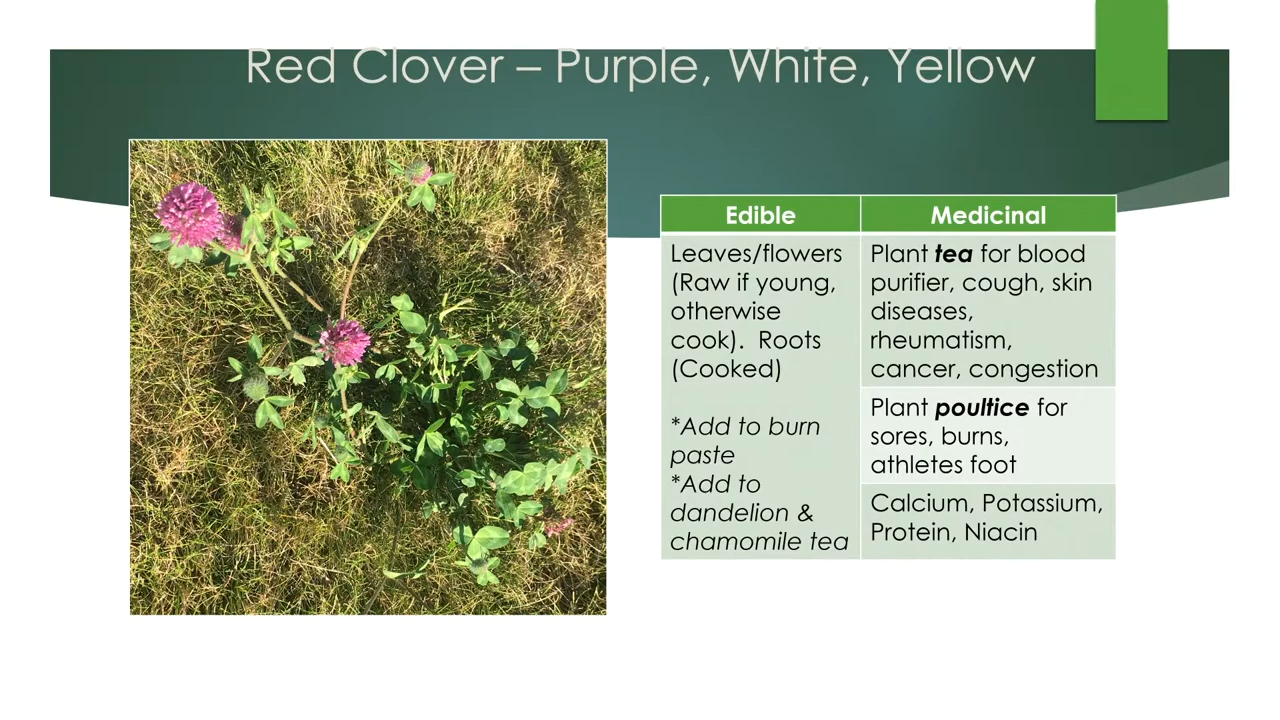 Red Clover – Purple, White, Yellow
Edible
Leaves/flowers
(Raw if young,
otherwise
cook).  Roots
(Cooked)
*Add to burn
paste
*Add to
dandelion &
chamomile tea
Medicinal
Plant tea for blood
purifier, cough, skin
diseases,
rheumatism,
cancer, congestion
Plant poultice for
sores, burns,
athletes foot
Calcium, Potassium,
Protein, Niacin